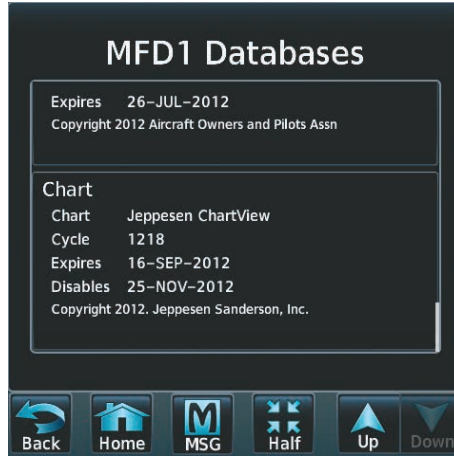 MFD1 Databases
Expires 26-JUL-2012
Copyright 2012 Aircraft Owners and Pilots Assn
Chart
Chart Jeppesen ChartView
Cycle 1218
Expires 16-SEP-2012
Disables 25-NOV-2012
Copyright 2012. Jeppesen Sanderson, Inc.
Back Home MSG Half Up Down